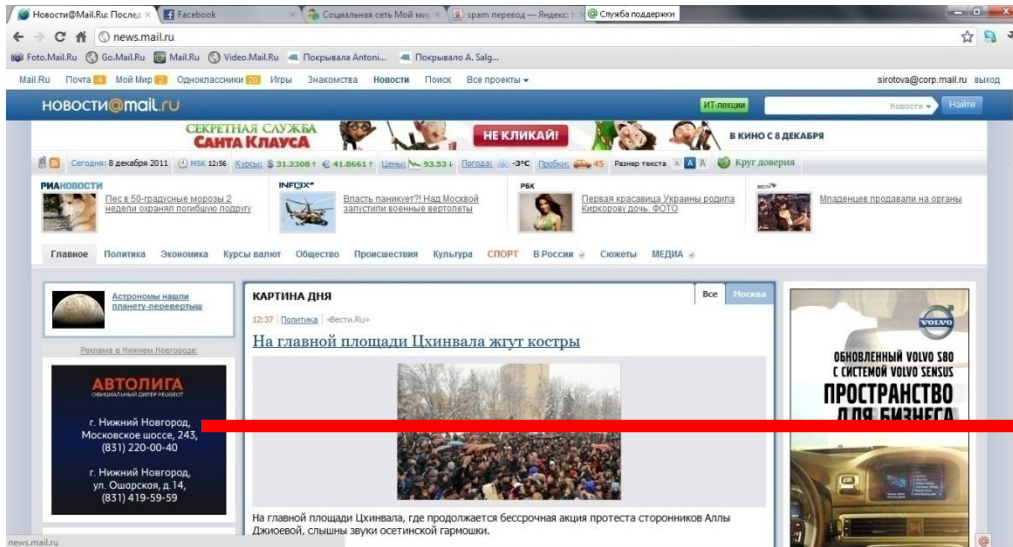 Новости@Mail.Ru: Послед
Facebook
Социальная сеть Мой мир
spam перевод — Яндекс:
Служба поддержки
news.mail.ru
Foto.Mail.Ru Go.Mail.Ru Mail.Ru Video.Mail.Ru Покрывала Antoni... Покрывало A. Salg...
Mail.Ru Почта 4 Мой Мир Одноклассники 20 Игры Знакомства Новости Поиск Все проекты sirotova@corp.mail.ru выход
новости@mail.ru ИТ-лекции Новости Найти
СЕКРЕТНАЯ СЛУЖБА
САНТА КЛАУСА
НЕ КЛИКАЙ!
В КИНО С 8 ДЕКАБРЯ
Сегодня: 8 декабря 2011 MSK 12:56 Курсы: $ 31.2308 ↑ € 41.8661 ↑ Цены: 93.53 ↓ Погода: -3°C Пробки: 45 Размер текста А А А Круг доверия
РИАНОВОСТИ
Пес в 50-градусные морозы 2
недели охранял погибшую подругу
INFOX
Власть паникует?! Над Москвой
запустили военные вертолеты
РБК
Первая красавица Украины родила
Киркорову дочь. ФОТО
ВЕСТИ
Младенцев продавали на органы
Главное Политика Экономика Курсы валют Общество Происшествия Культура СПОРТ В России Сюжеты МЕДИА
Астрономы нашли
планету-перевертыш
Реклама в Нижнем Новгороде:
АВТОЛИГА
ОФИЦИАЛЬНЫЙ ДИЛЕР PEUGEOT
г. Нижний Новгород,
Московское шоссе, 243,
(831) 220-00-40
г. Нижний Новгород,
ул. Ошарская, д.14,
(831) 419-59-59
КАРТИНА ДНЯ
Все Москва
12:37 Политика «Вести.Ru»
На главной площади Цхинвала жгут костры
На главной площади Цхинвала, где продолжается бессрочная акция протеста сторонников Аллы
Джиоевой, слышны звуки осетинской гармошки.
VOLVO
ОБНОВЛЕННЫЙ VOLVO S80
С СИСТЕМОЙ VOLVO SENSUS
ПРОСТРАНСТВО
ДЛЯ БИЗНЕСА
news.mail.ru